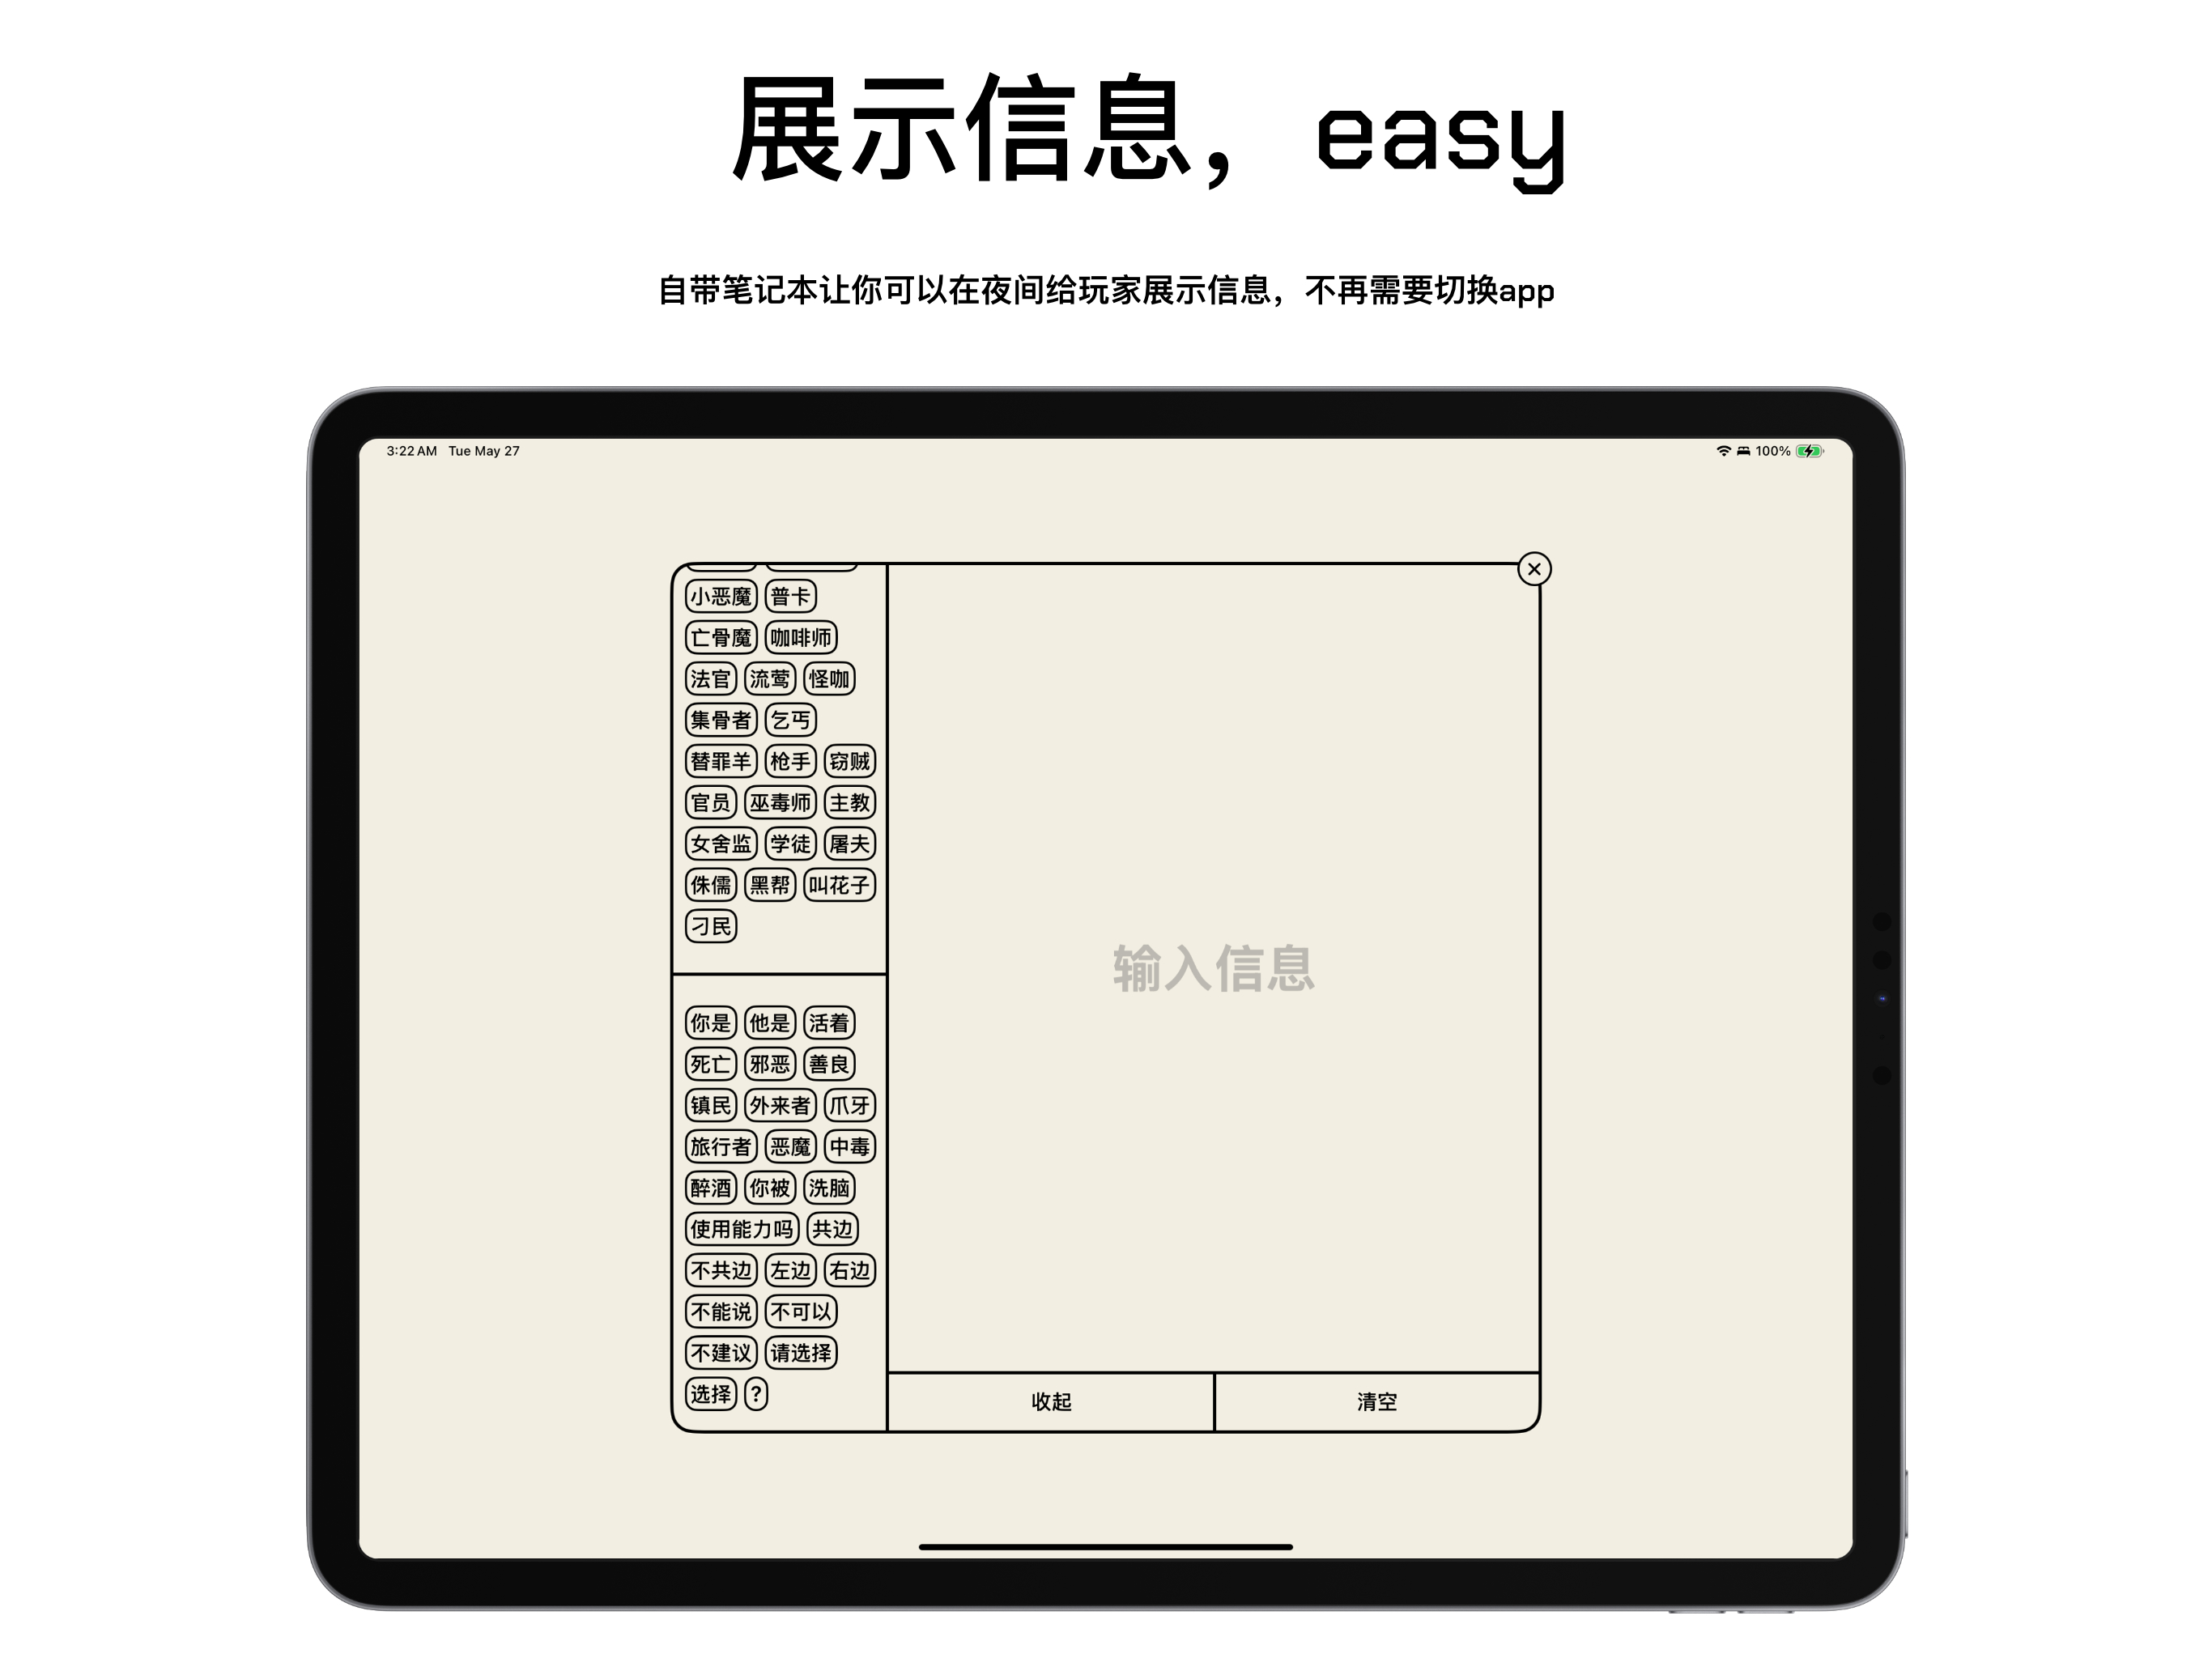 展示信息，easy
自带笔记本让你可以在夜间给玩家展示信息，不再需要切换app
3:22 AM Tue May 27
100%
小恶魔 普卡
亡骨魔 咖啡师
法官 流莺 怪咖
集骨者 乞丐
替罪羊 枪手 窃贼
官员 巫毒师 主教
女舍监 学徒 屠夫
侏儒 黑帮 叫花子
刁民
你是 他是 活着
死亡 邪恶 善良
镇民 外来者 爪牙
旅行者 恶魔 中毒
醉酒 你被 洗脑
使用能力吗 共边
不共边 左边 右边
不能说 不可以
不建议 请选择
选择 ?
输入信息
收起 清空